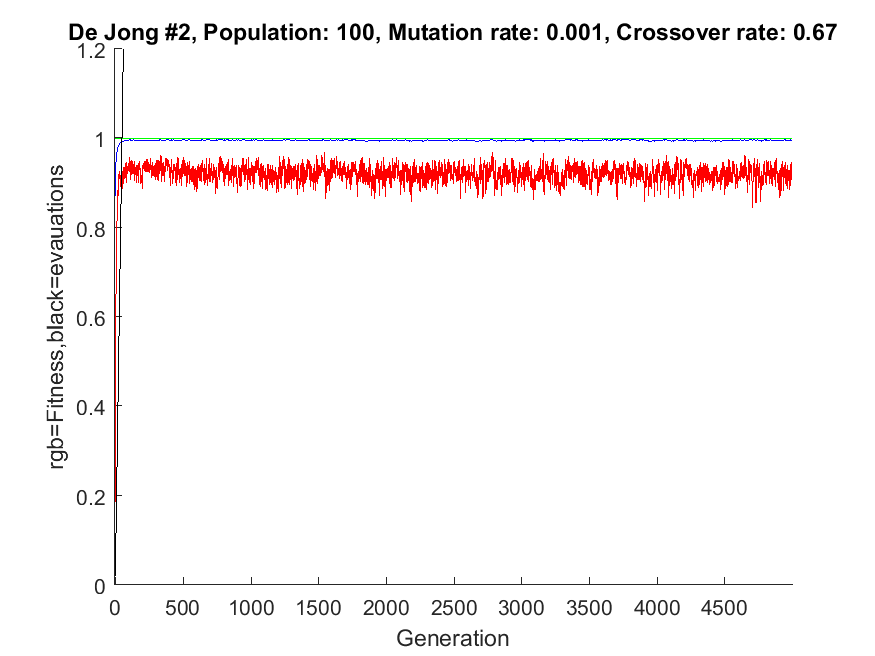 De Jong #2, Population: 100, Mutation rate: 0.001, Crossover rate: 0.67
1.2
1
0.8
0.6
0.4
0.2
0
rgb=Fitness,black=evauations
0 500 1000 1500 2000 2500 3000 3500 4000 4500
Generation